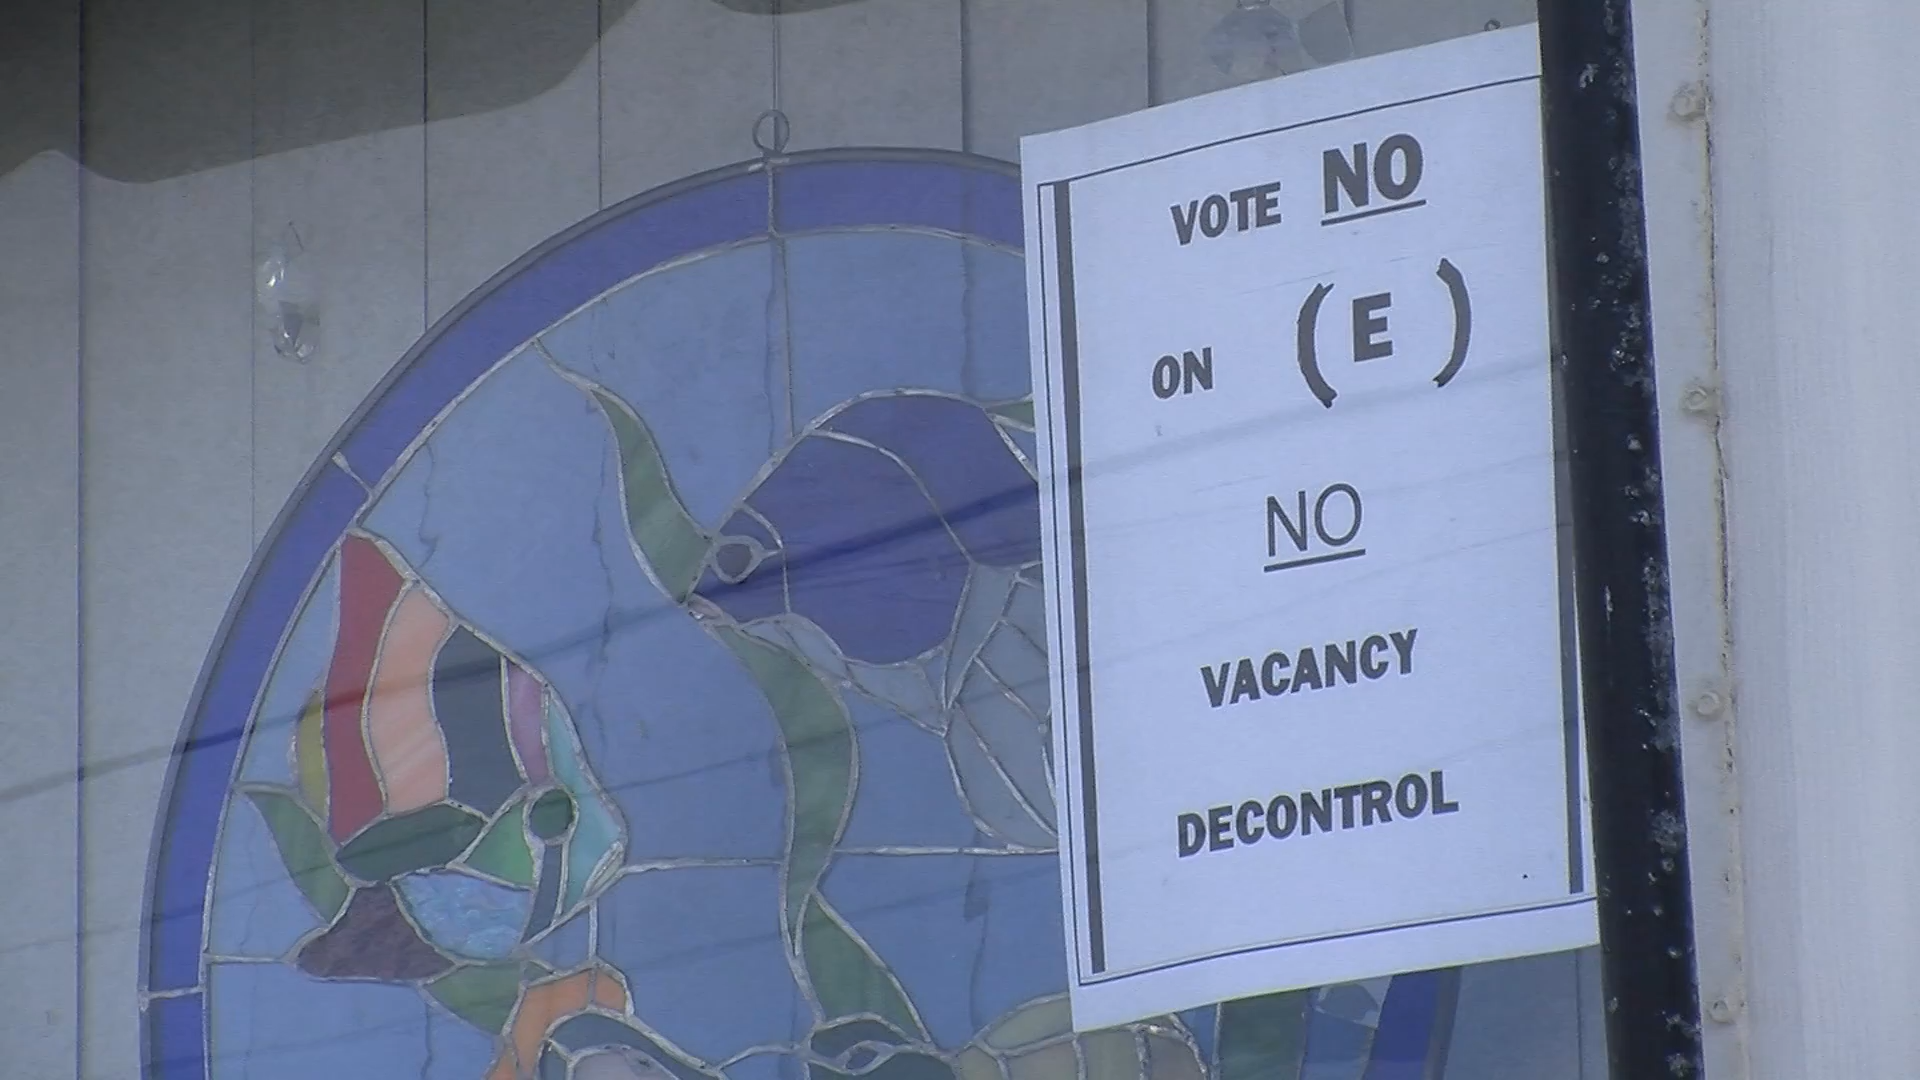 VOTE NO
ON (E)
NO
VACANCY
DECONTROL